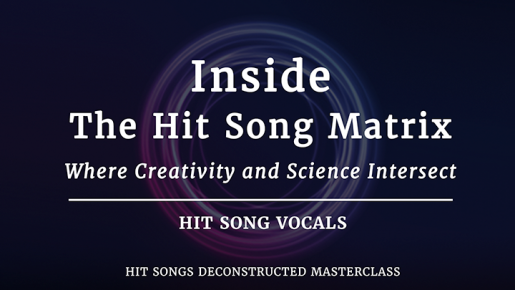 Inside
The Hit Song Matrix
Where Creativity and Science Intersect
HIT SONG VOCALS
HIT SONGS DECONSTRUCTED MASTERCLASS